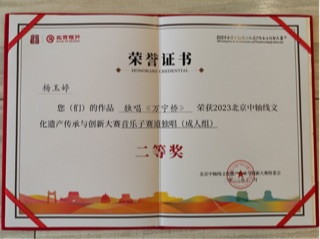 北京银行
荣誉证书
HONORARY CREDENTIAL
杨玉婷
您（们）的作品 独唱《万宁桥》 荣获2023北京中轴线文
化遗产传承与创新大赛音乐子赛道独唱（成人组）
二等奖